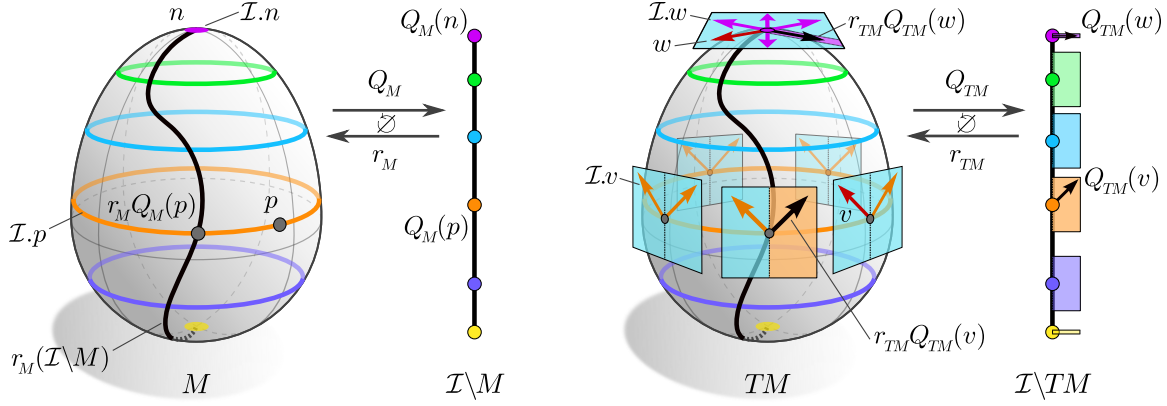 n
ℐ.n
Q_M(n)
Q_M
∅
r_M
r_M Q_M(p)
p
ℐ.p
Q_M(p)
r_M(ℐ\M)
M
ℐ\M
ℐ.w
w
r_{TM}Q_{TM}(w)
Q_{TM}(w)
Q_{TM}
∅
r_{TM}
ℐ.v
v
Q_{TM}(v)
r_{TM}Q_{TM}(v)
TM
ℐ\TM